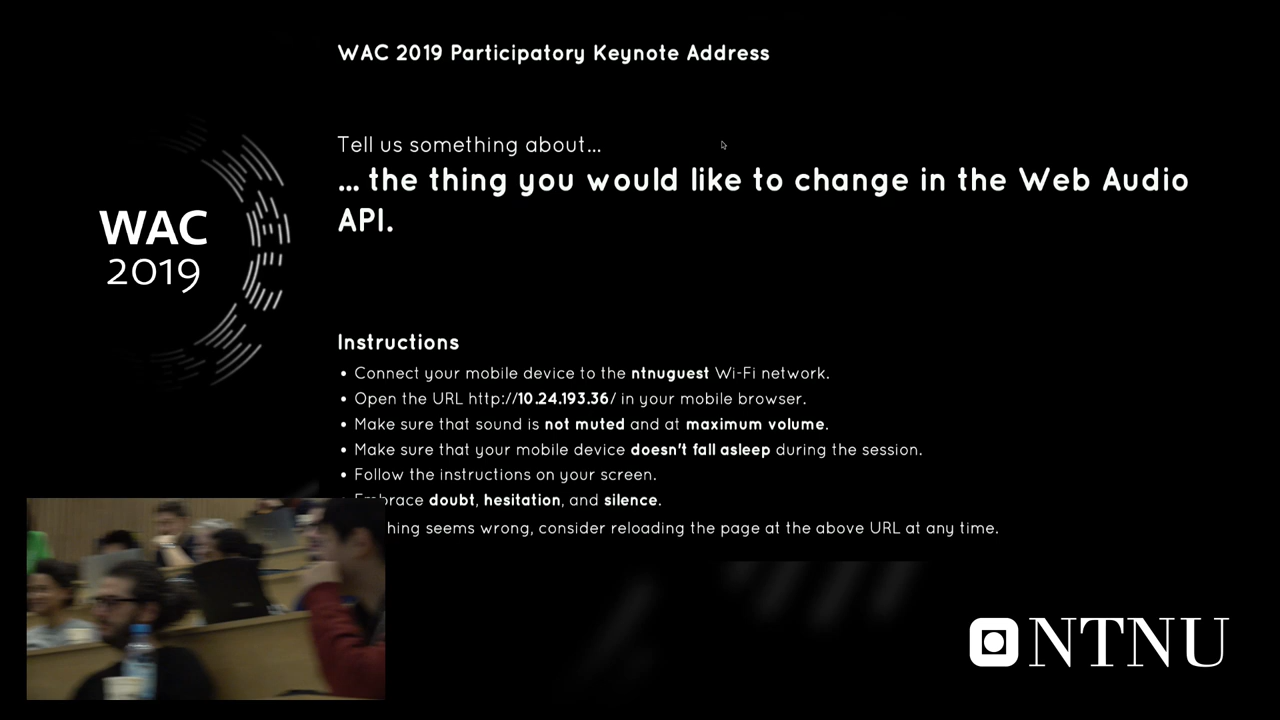 WAC 2019 Participatory Keynote Address
Tell us something about...
... the thing you would like to change in the Web Audio
API.
WAC
2019
Instructions
• Connect your mobile device to the ntnuguest Wi-Fi network.
• Open the URL http://10.24.193.36/ in your mobile browser.
• Make sure that sound is not muted and at maximum volume.
• Make sure that your mobile device doesn't fall asleep during the session.
• Follow the instructions on your screen.
• Embrace doubt, hesitation, and silence.
hing seems wrong, consider reloading the page at the above URL at any time.
NTNU